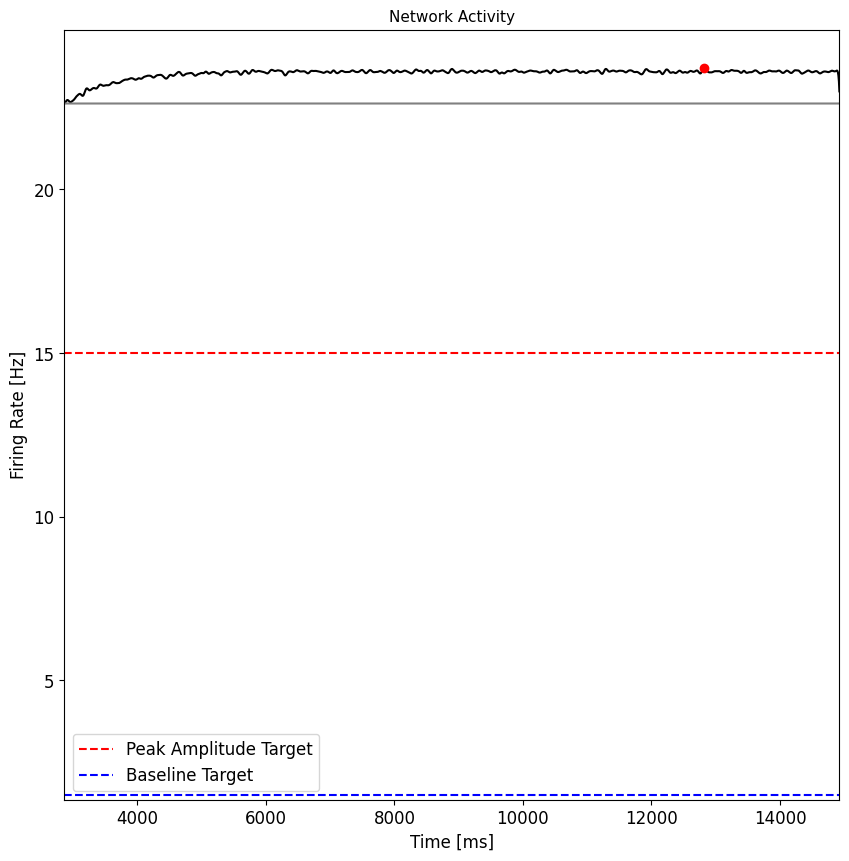 Network Activity
Firing Rate [Hz]
20
15
10
5
Peak Amplitude Target
Baseline Target
4000 6000 8000 10000 12000 14000
Time [ms]